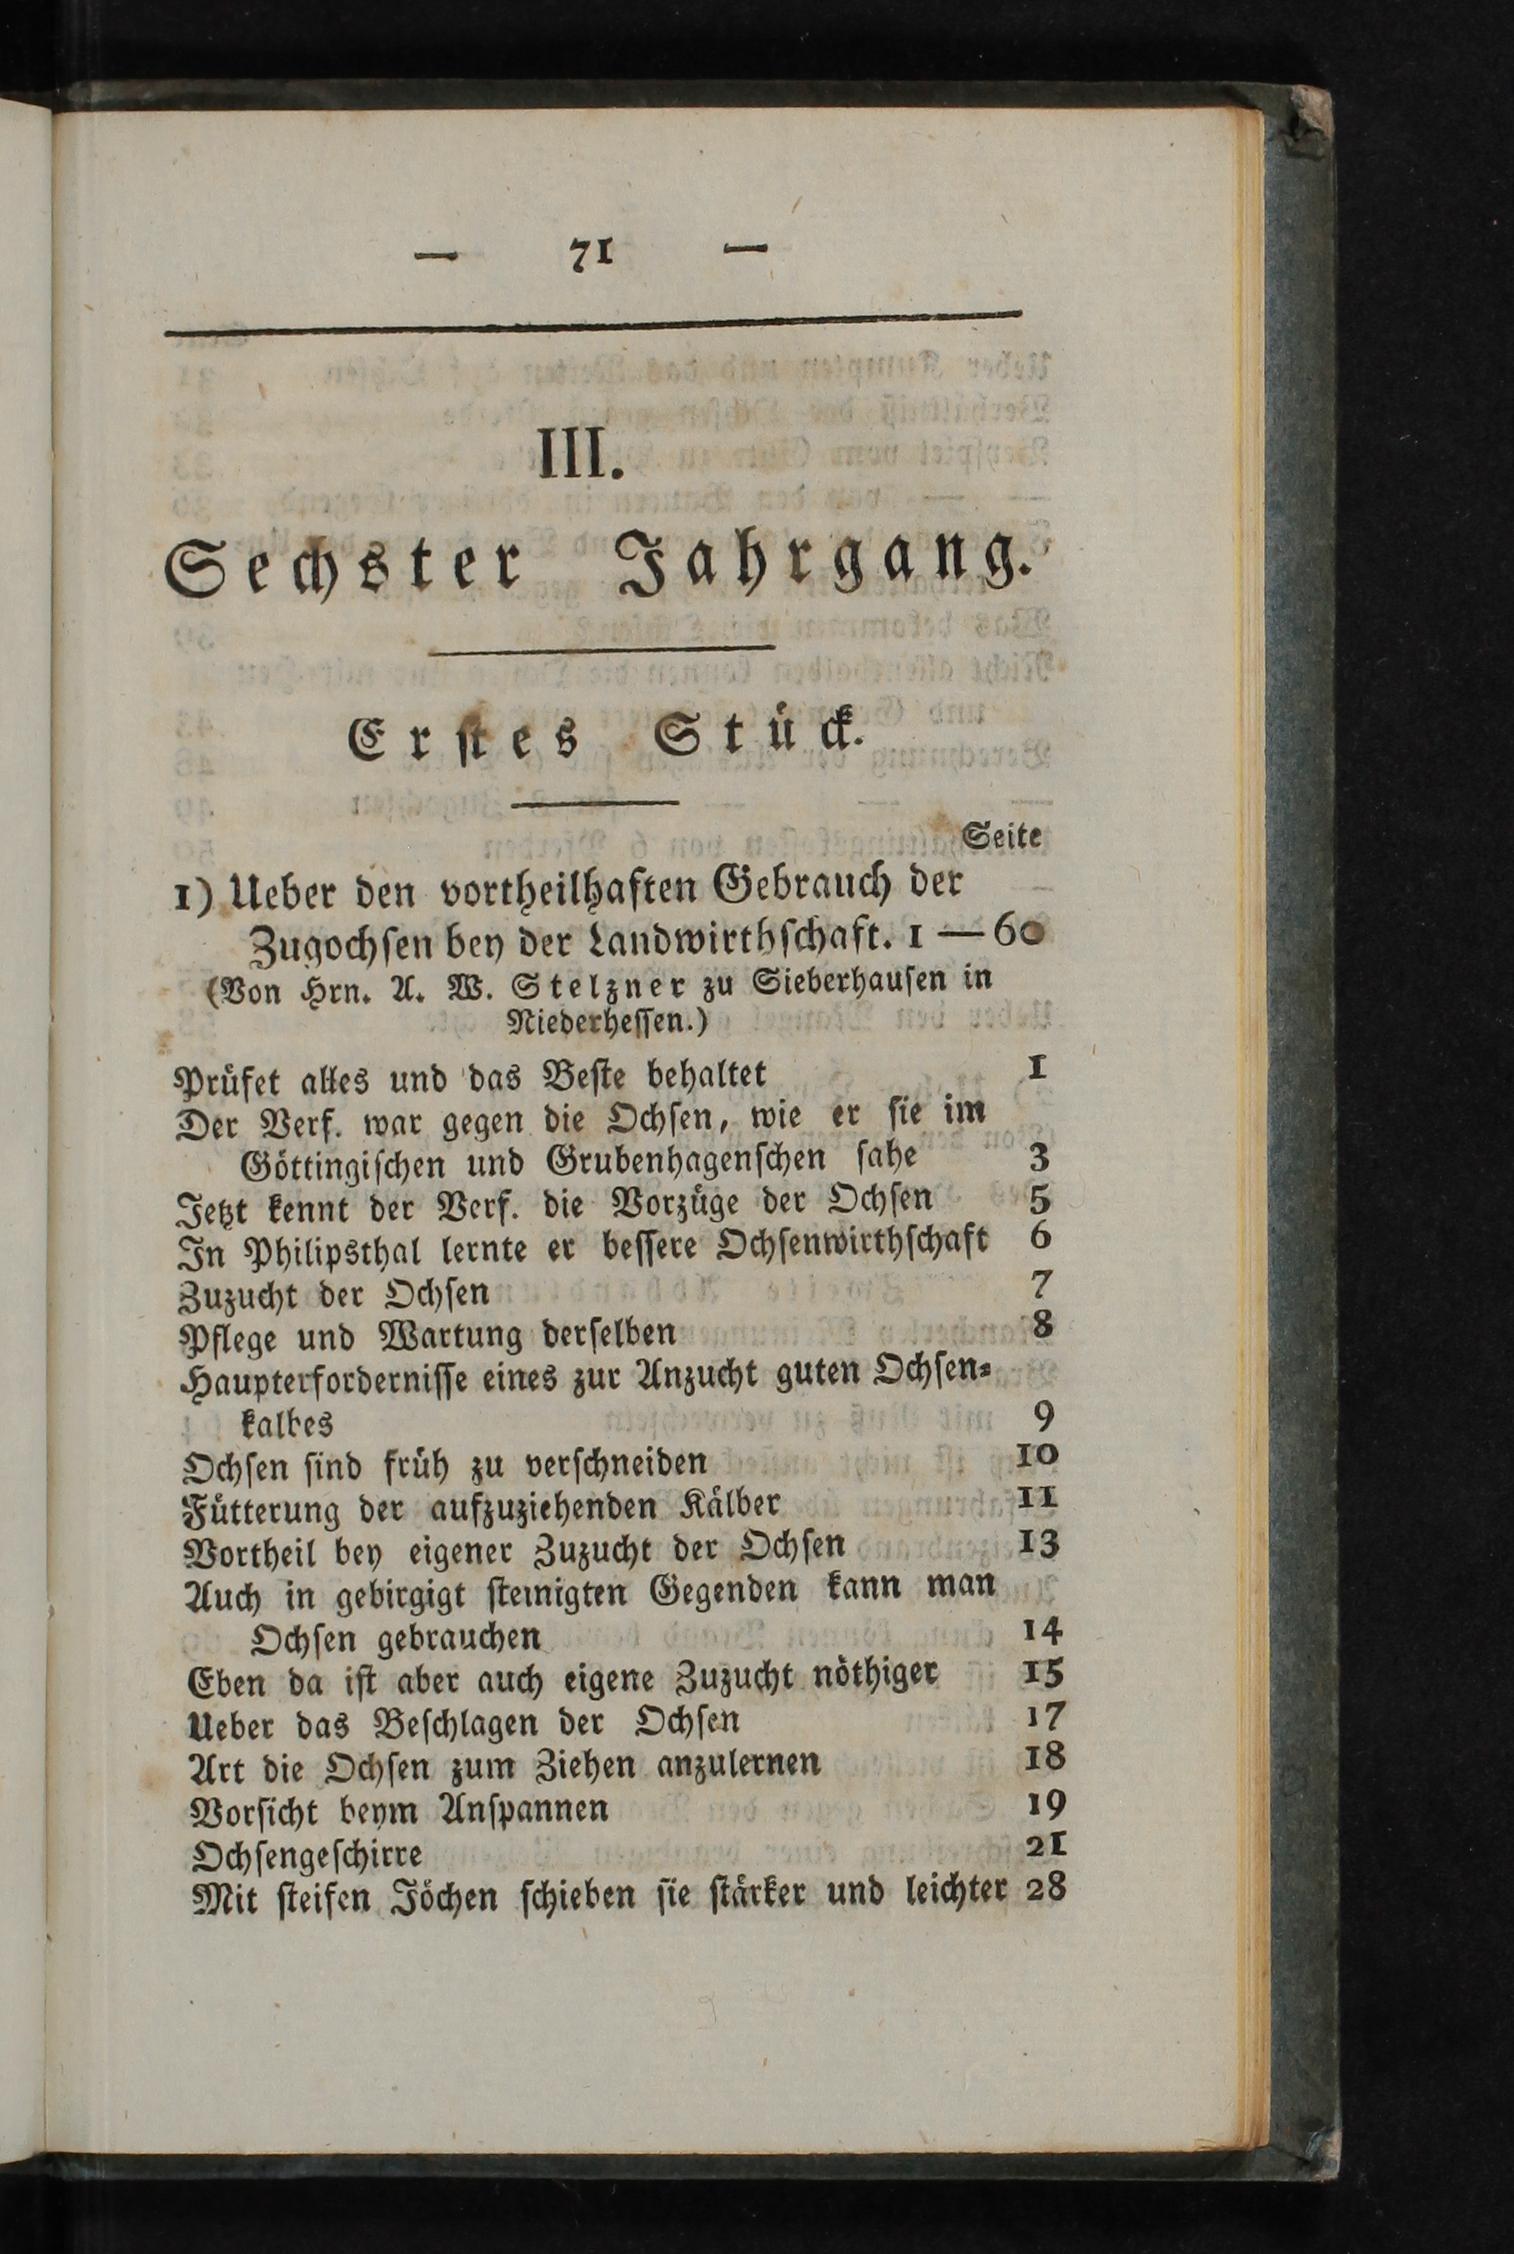 — 71 —
III.
Sechster Jahrgang.
Erstes Stück.
Seite
1) Ueber den vortheilhaften Gebrauch der
Zugochsen bey der Landwirthschaft. 1 — 60
(Von Hrn. A. W. Stelzner zu Sieberhausen in
Niederhessen.)
Prüfet alles und das Beste behaltet 1
Der Verf. war gegen die Ochsen, wie er sie im
Göttingischen und Grubenhagenschen sahe 3
Jetzt kennt der Verf. die Vorzüge der Ochsen 5
In Philipsthal lernte er bessere Ochsenwirthschaft 6
Zuzucht der Ochsen 7
Pflege und Wartung derselben 8
Haupterfordernisse eines zur Anzucht guten Ochsen-
kalbes 9
Ochsen sind früh zu verschneiden 10
Fütterung der aufzuziehenden Kälber 11
Vortheil bey eigener Zuzucht der Ochsen 13
Auch in gebirgigt steinigten Gegenden kann man
Ochsen gebrauchen 14
Eben da ist aber auch eigene Zuzucht nöthiger 15
Ueber das Beschlagen der Ochsen 17
Art die Ochsen zum Ziehen anzulernen 18
Vorsicht beym Anspannen 19
Ochsengeschirre 21
Mit steifen Jöchen schieben sie stärker und leichter 28